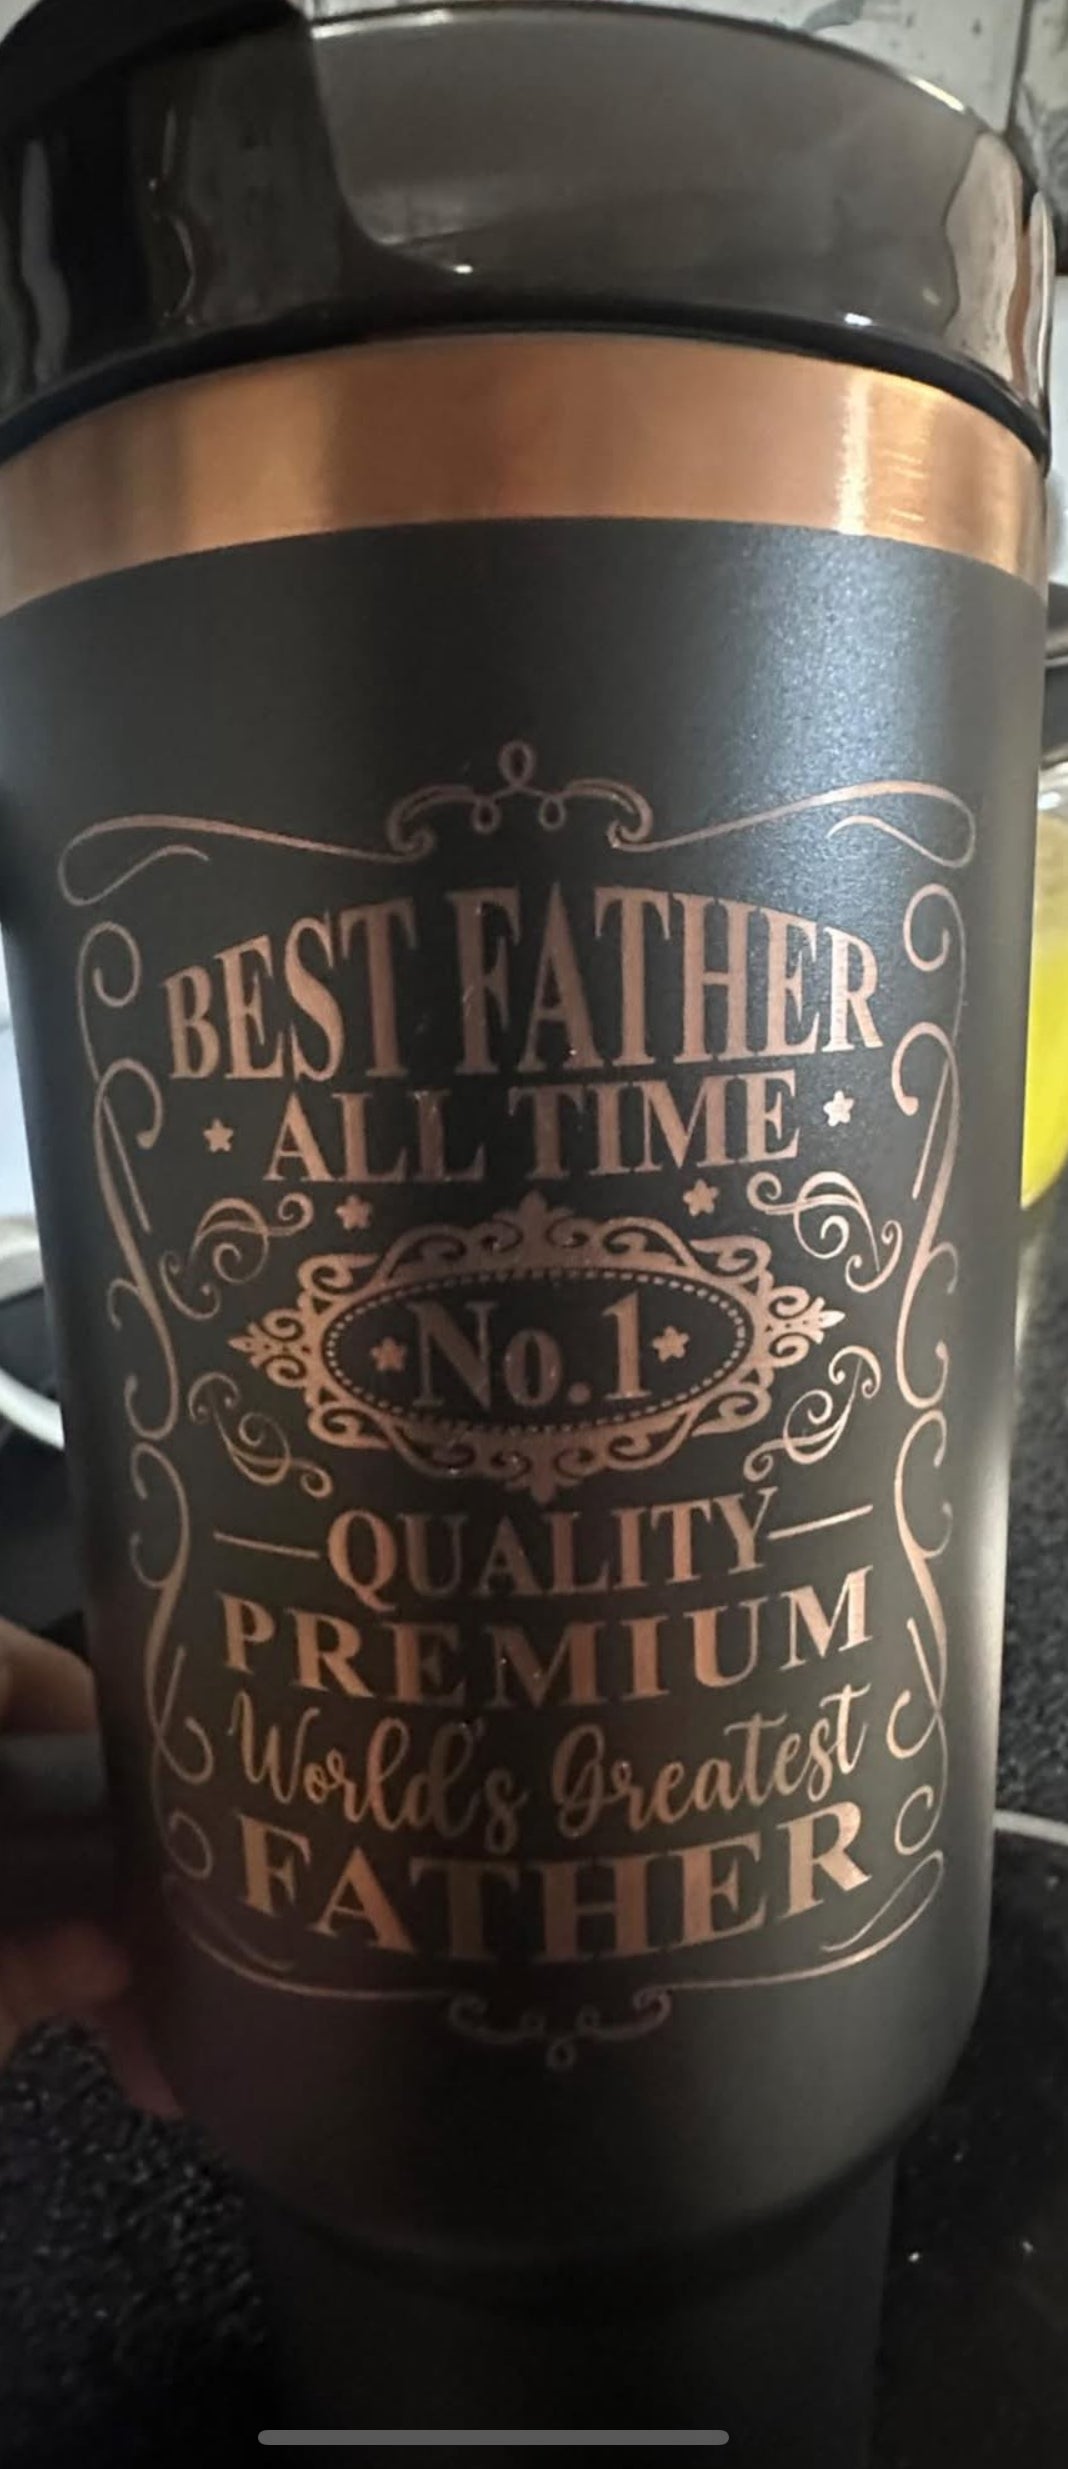 BEST FATHER
ALL TIME
No.1
QUALITY
PREMIUM
World's Greatest
FATHER